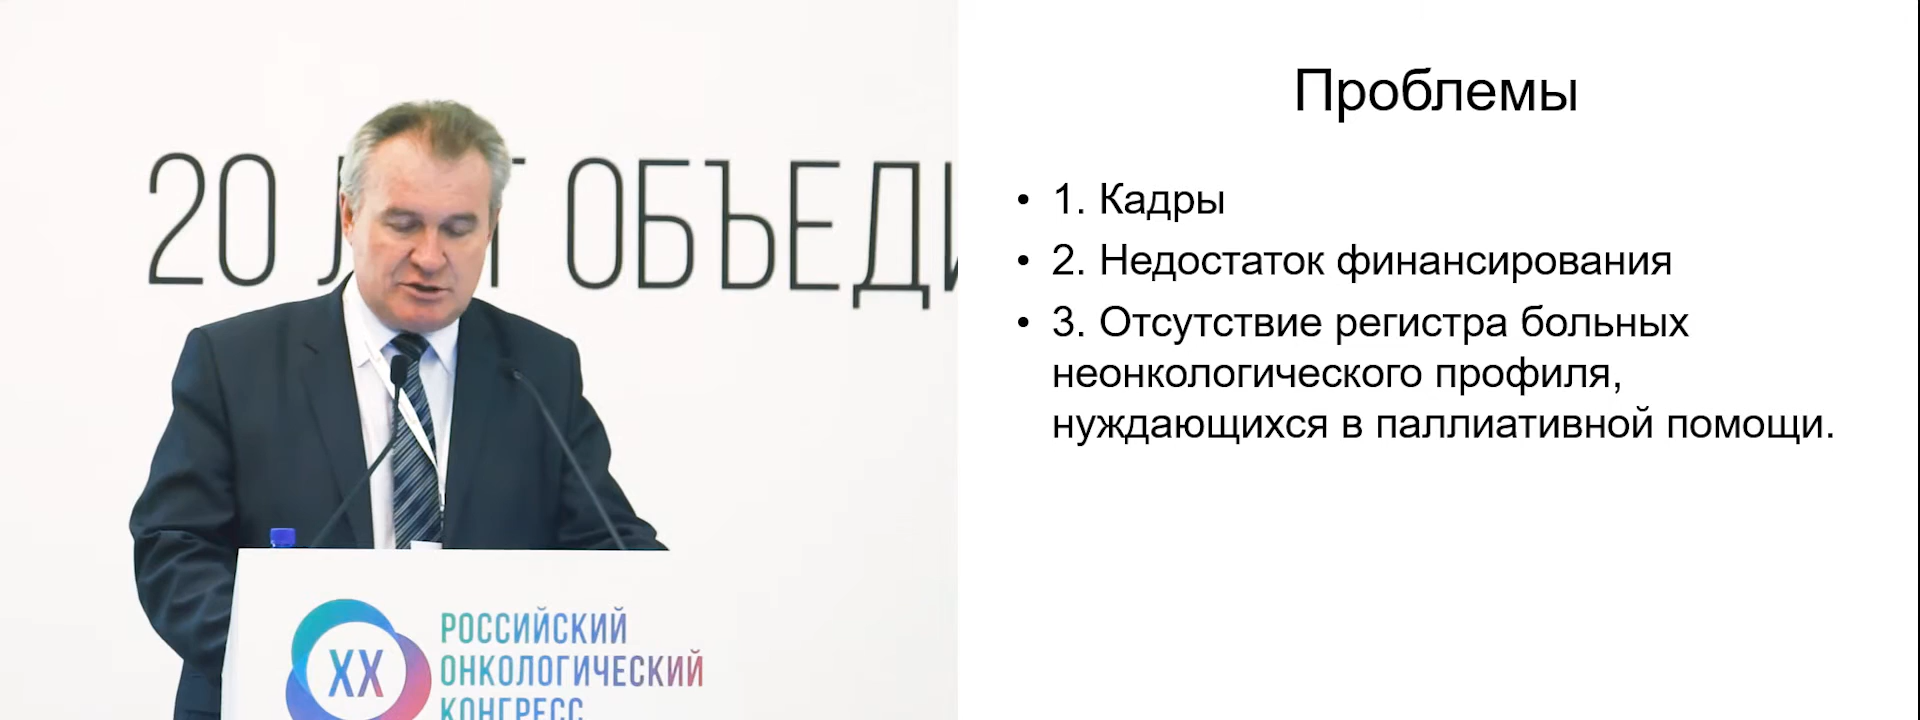 20 ОБЪЕДИ
РОССИЙСКИЙ
XX ОНКОЛОГИЧЕСКИЙ
КОНГРЕСС
Проблемы
• 1. Кадры
• 2. Недостаток финансирования
• 3. Отсутствие регистра больных
неонкологического профиля,
нуждающихся в паллиативной помощи.